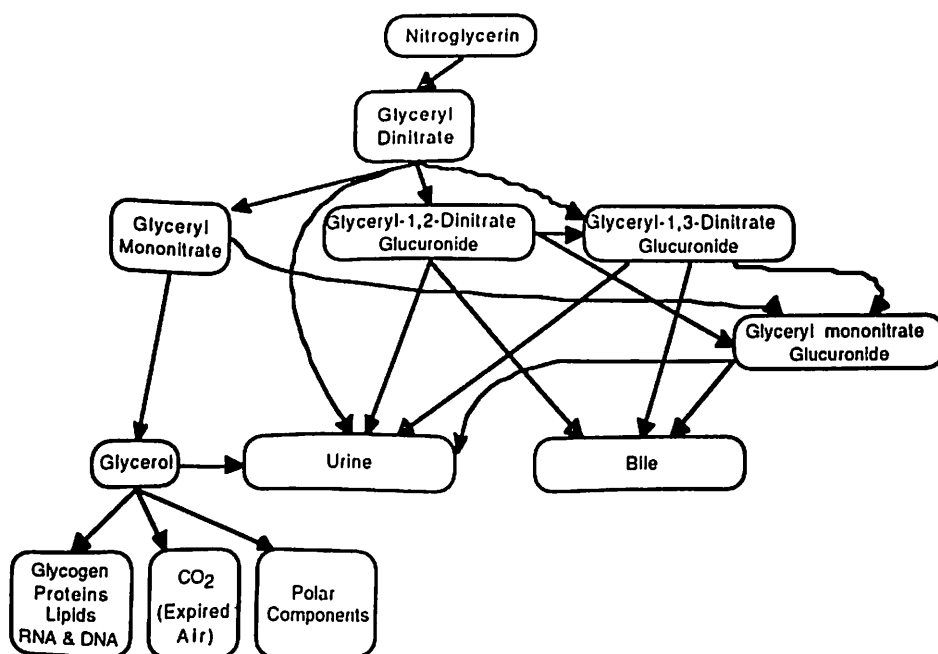 Nitroglycerin
Glyceryl
Dinitrate
Glyceryl
Mononitrate
Glyceryl-1,2-Dinitrate
Glucuronide
Glyceryl-1,3-Dinitrate
Glucuronide
Glyceryl mononitrate
Glucuronide
Glycerol
Urine
Bile
Glycogen
Proteins
Lipids
RNA & DNA
CO2
(Expired
Air)
Polar
Components